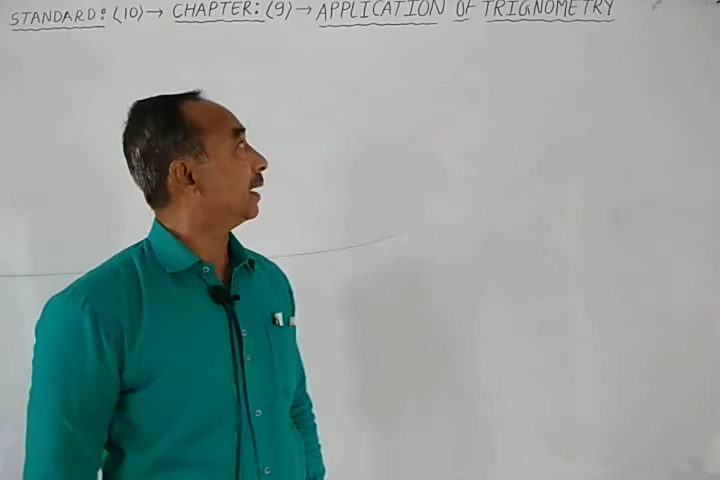 STANDARD: (10) → CHAPTER: (9) → APPLICATION OF TRIGNOMETRY